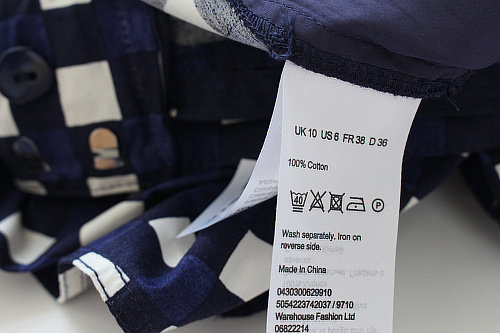 UK 10 US 6 FR 38 D 36
100% Cotton
40 P
Wash separately. Iron on
reverse side.
Made In China
0430300629910
5054223742037 / 9710
Warehouse Fashion Ltd
06822214